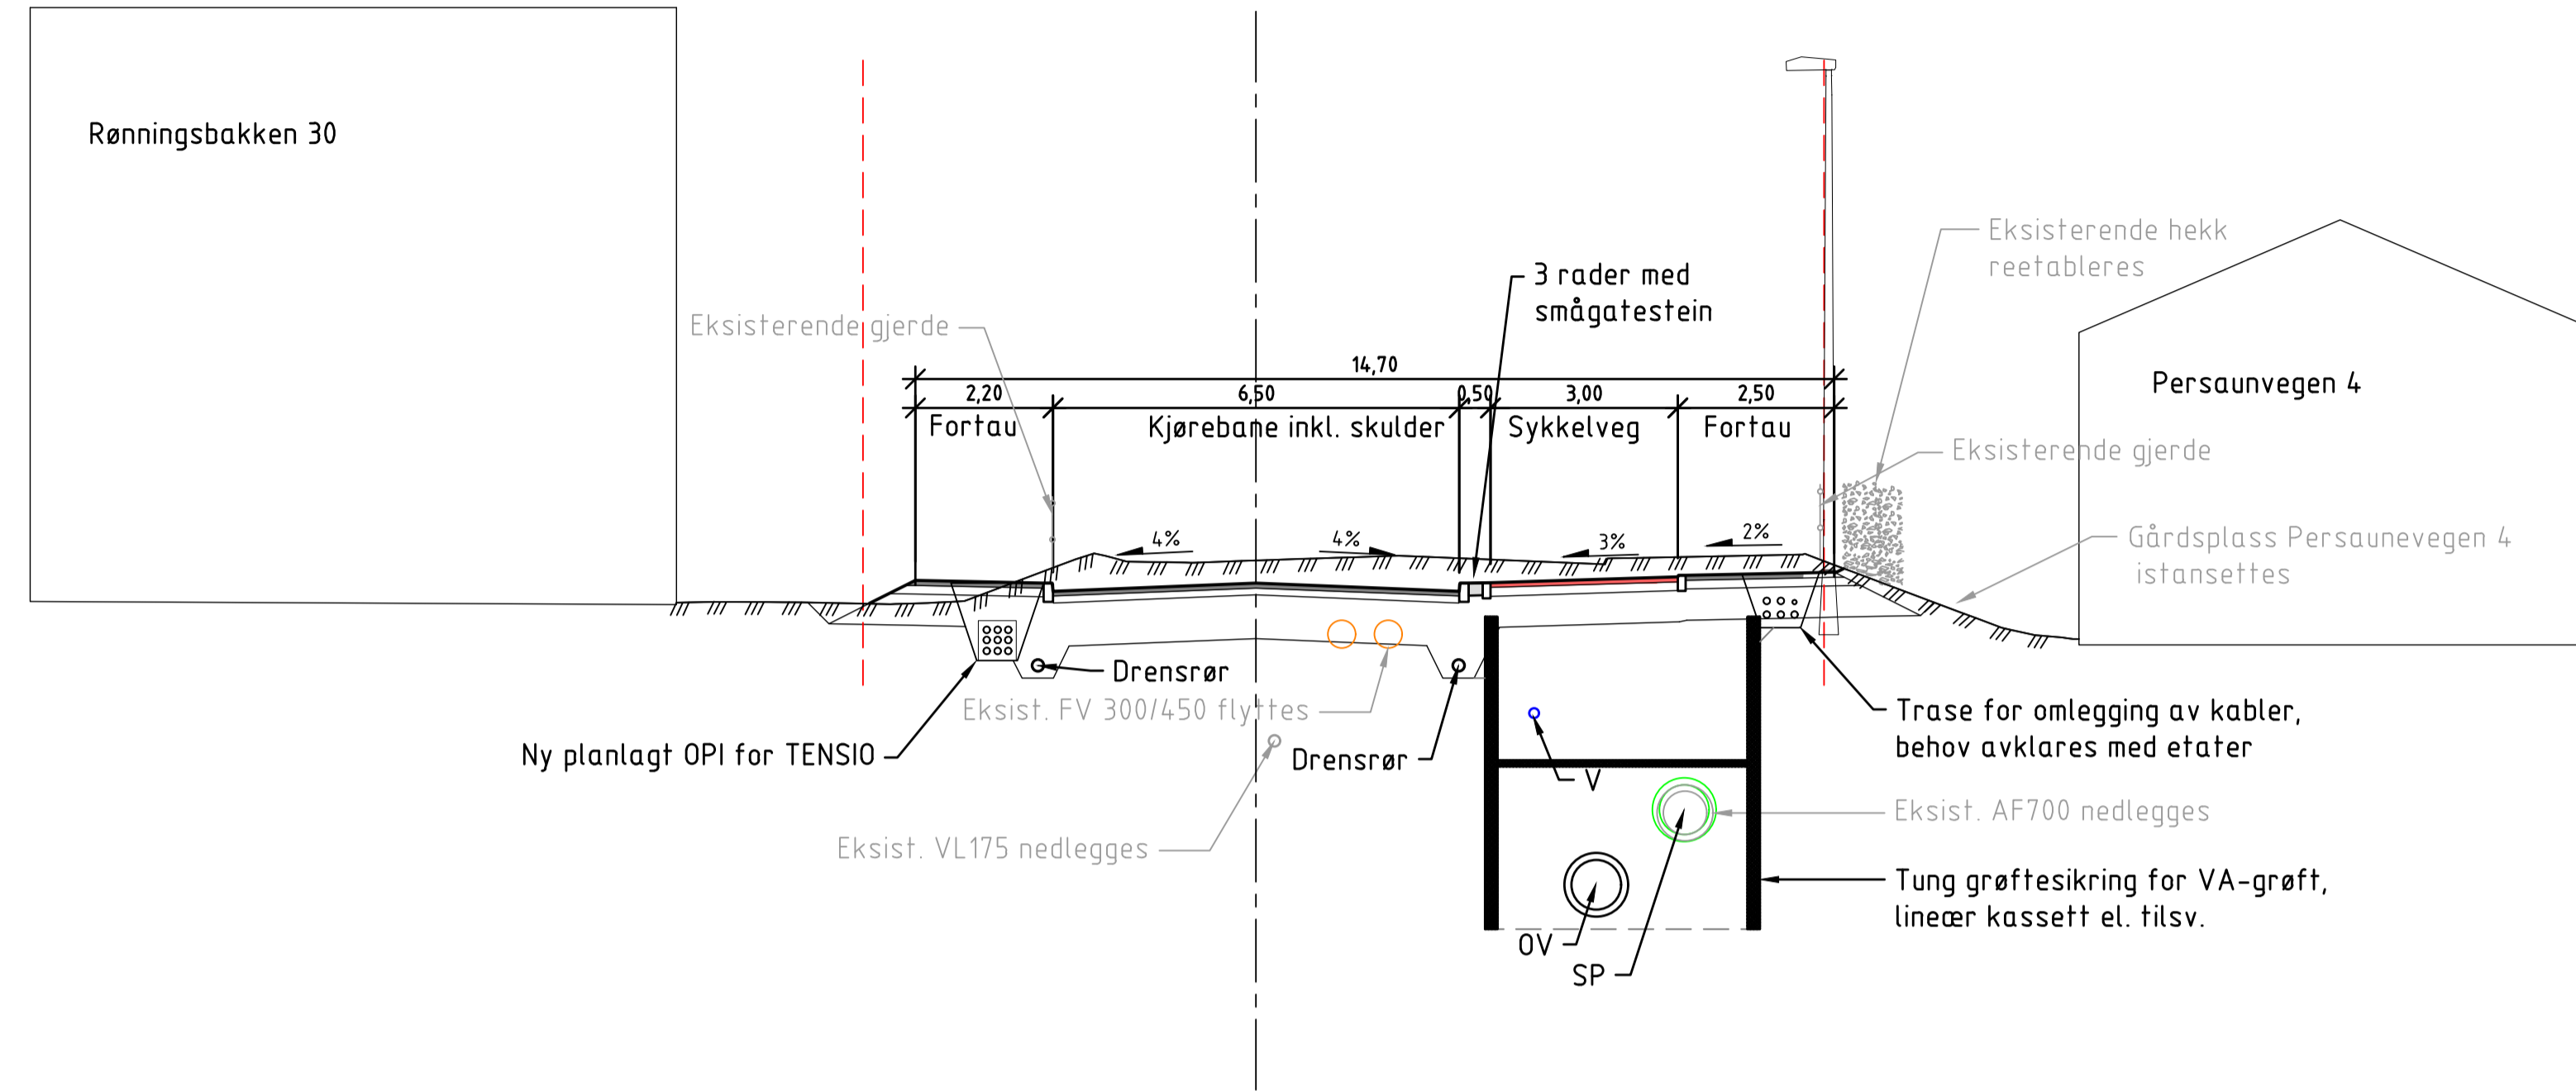 Rønningsbakken 30
Eksisterende hekk
reetableres
3 rader med
smågatestein
Eksisterende gjerde
14,70
2,20
6,50
0,50
3,00
2,50
Persaunvegen 4
Fortau
Kjørebane inkl. skulder
Sykkelveg
Fortau
Eksisterende gjerde
4%
4%
3%
2%
Gårdsplass Persaunevegen 4
istansettes
Drensrør
Eksist. FV 300/450 flyttes
Trase for omlegging av kabler,
behov avklares med etater
Ny planlagt OPI for TENSIO
Drensrør
V
Eksist. AF700 nedlegges
Eksist. VL175 nedlegges
Tung grøftesikring for VA-grøft,
lineær kassett el. tilsv.
OV
SP